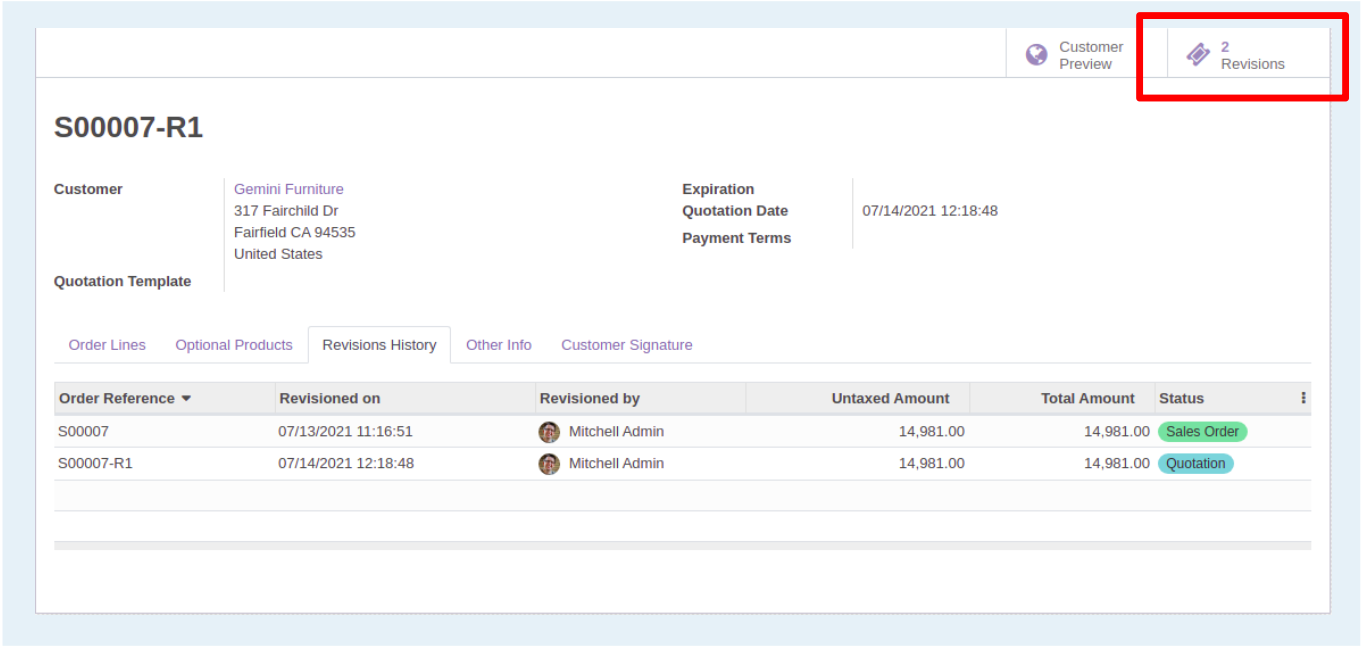 Customer Preview
2 Revisions
S00007-R1
Customer
Gemini Furniture
317 Fairchild Dr
Fairfield CA 94535
United States
Quotation Template
Expiration
Quotation Date 07/14/2021 12:18:48
Payment Terms
Order Lines Optional Products Revisions History Other Info Customer Signature
Order Reference Revisioned on Revisioned by Untaxed Amount Total Amount Status
S00007 07/13/2021 11:16:51 Mitchell Admin 14,981.00 14,981.00 Sales Order
S00007-R1 07/14/2021 12:18:48 Mitchell Admin 14,981.00 14,981.00 Quotation